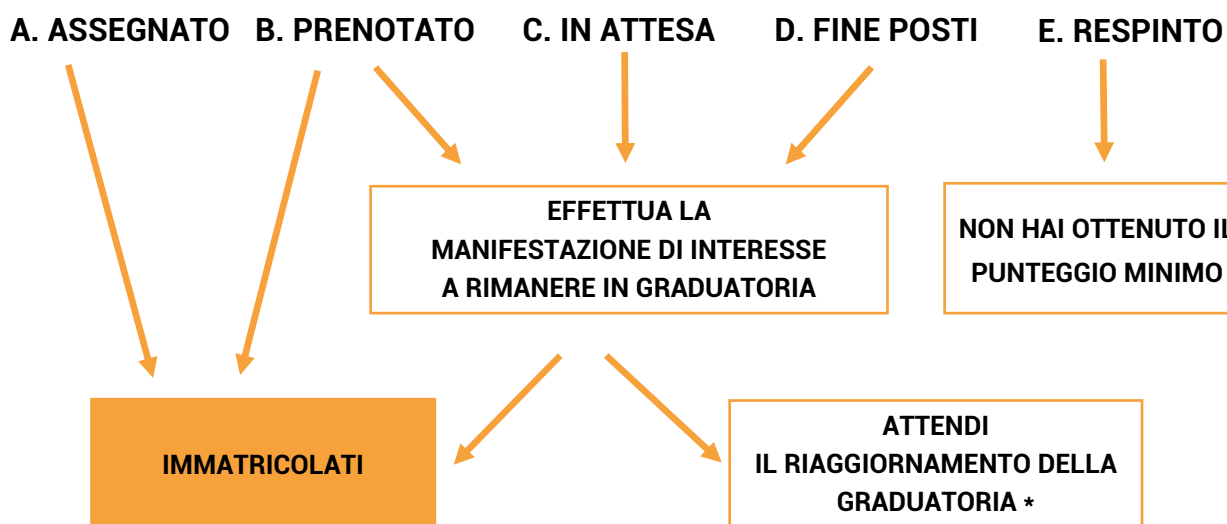 A. ASSEGNATO B. PRENOTATO C. IN ATTESA D. FINE POSTI E. RESPINTO
EFFETTUA LA
MANIFESTAZIONE DI INTERESSE
A RIMANERE IN GRADUATORIA
NON HAI OTTENUTO IL
PUNTEGGIO MINIMO
IMMATRICOLATI
ATTENDI
IL RIAGGIORNAMENTO DELLA
GRADUATORIA *